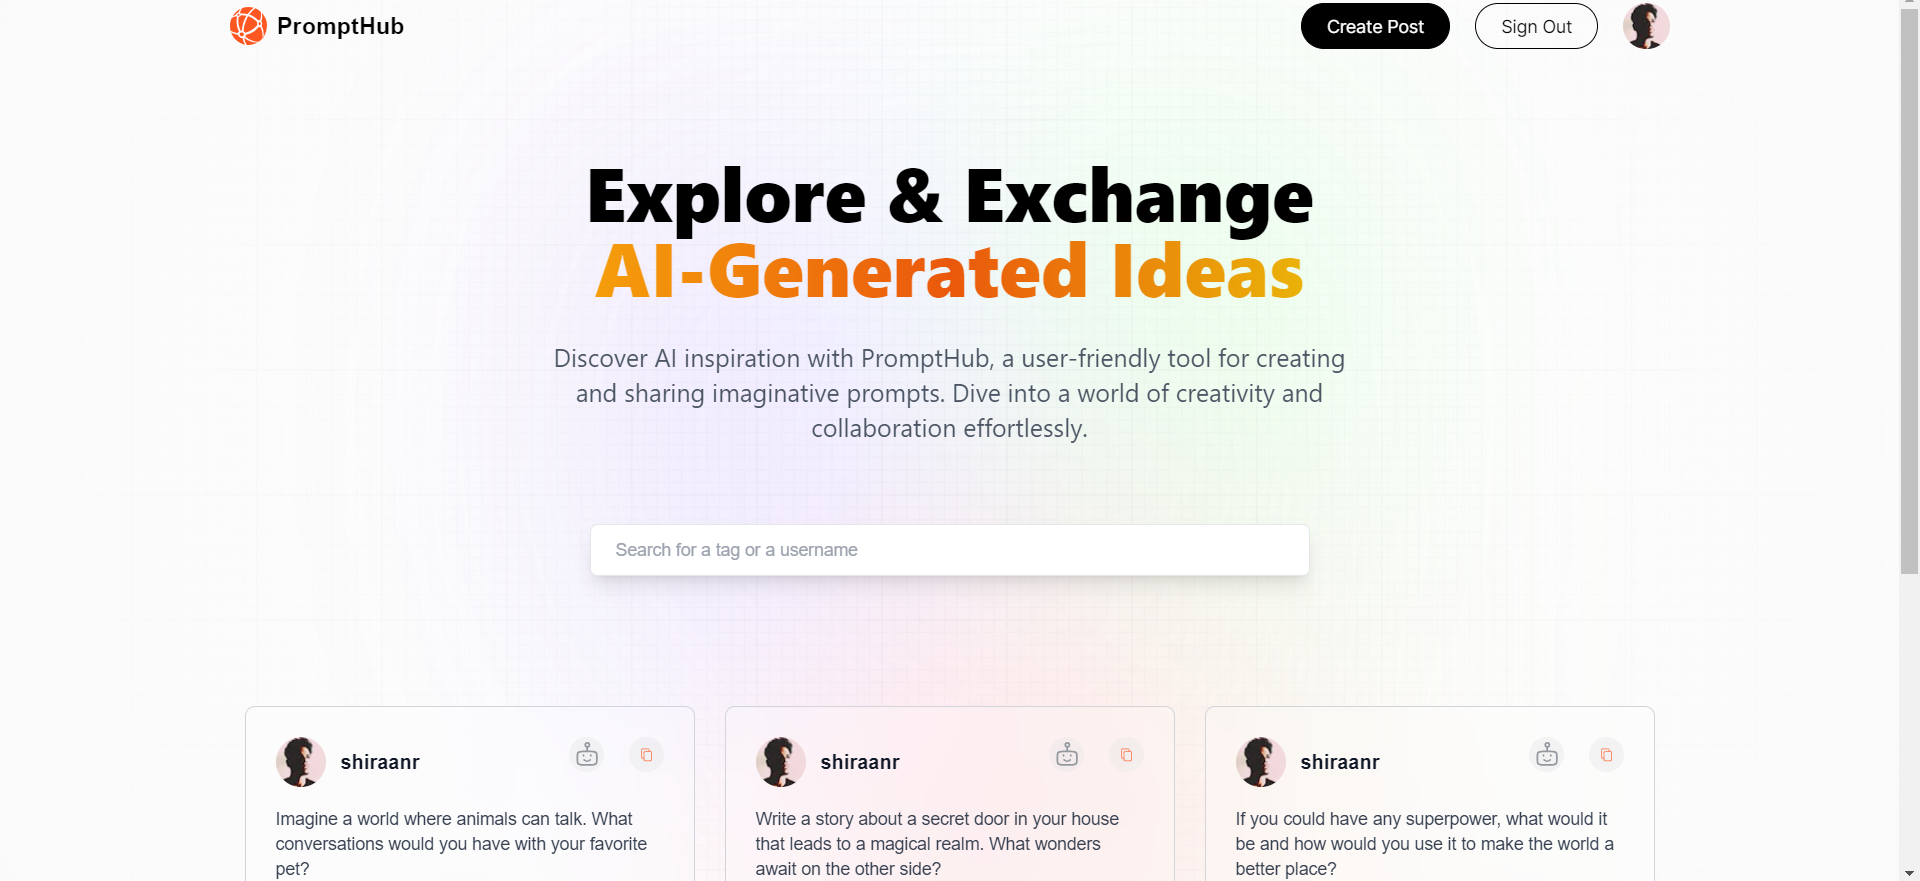 PromptHub
Create Post
Sign Out
Explore & Exchange
AI-Generated Ideas
Discover AI inspiration with PromptHub, a user-friendly tool for creating
and sharing imaginative prompts. Dive into a world of creativity and
collaboration effortlessly.
Search for a tag or a username
shiraanr
Imagine a world where animals can talk. What
conversations would you have with your favorite
pet?
shiraanr
Write a story about a secret door in your house
that leads to a magical realm. What wonders
await on the other side?
shiraanr
If you could have any superpower, what would it
be and how would you use it to make the world a
better place?